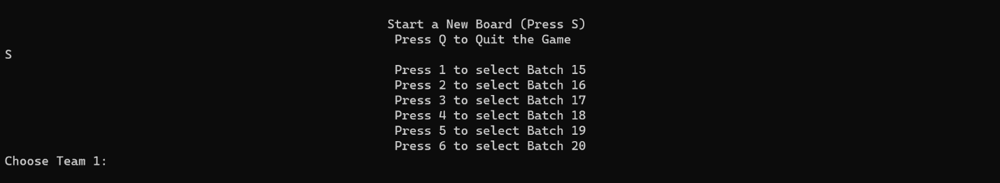 Start a New Board (Press S)
Press Q to Quit the Game
S
Press 1 to select Batch 15
Press 2 to select Batch 16
Press 3 to select Batch 17
Press 4 to select Batch 18
Press 5 to select Batch 19
Press 6 to select Batch 20
Choose Team 1: